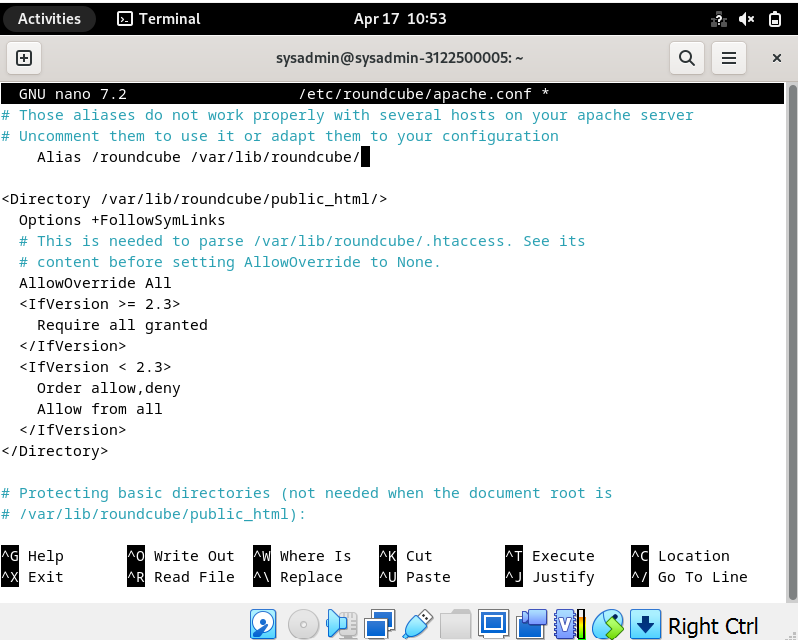 Activities Terminal Apr 17 10:53
sysadmin@sysadmin-3122500005: ~
GNU nano 7.2 /etc/roundcube/apache.conf *
# Those aliases do not work properly with several hosts on your apache server
# Uncomment them to use it or adapt them to your configuration
    Alias /roundcube /var/lib/roundcube/
<Directory /var/lib/roundcube/public_html/>
  Options +FollowSymLinks
  # This is needed to parse /var/lib/roundcube/.htaccess. See its
  # content before setting AllowOverride to None.
  AllowOverride All
  <IfVersion >= 2.3>
    Require all granted
  </IfVersion>
  <IfVersion < 2.3>
    Order allow,deny
    Allow from all
  </IfVersion>
</Directory>
# Protecting basic directories (not needed when the document root is
# /var/lib/roundcube/public_html):
^G Help ^O Write Out ^W Where Is ^K Cut ^T Execute ^C Location
^X Exit ^R Read File ^\ Replace ^U Paste ^J Justify ^/ Go To Line
Right Ctrl